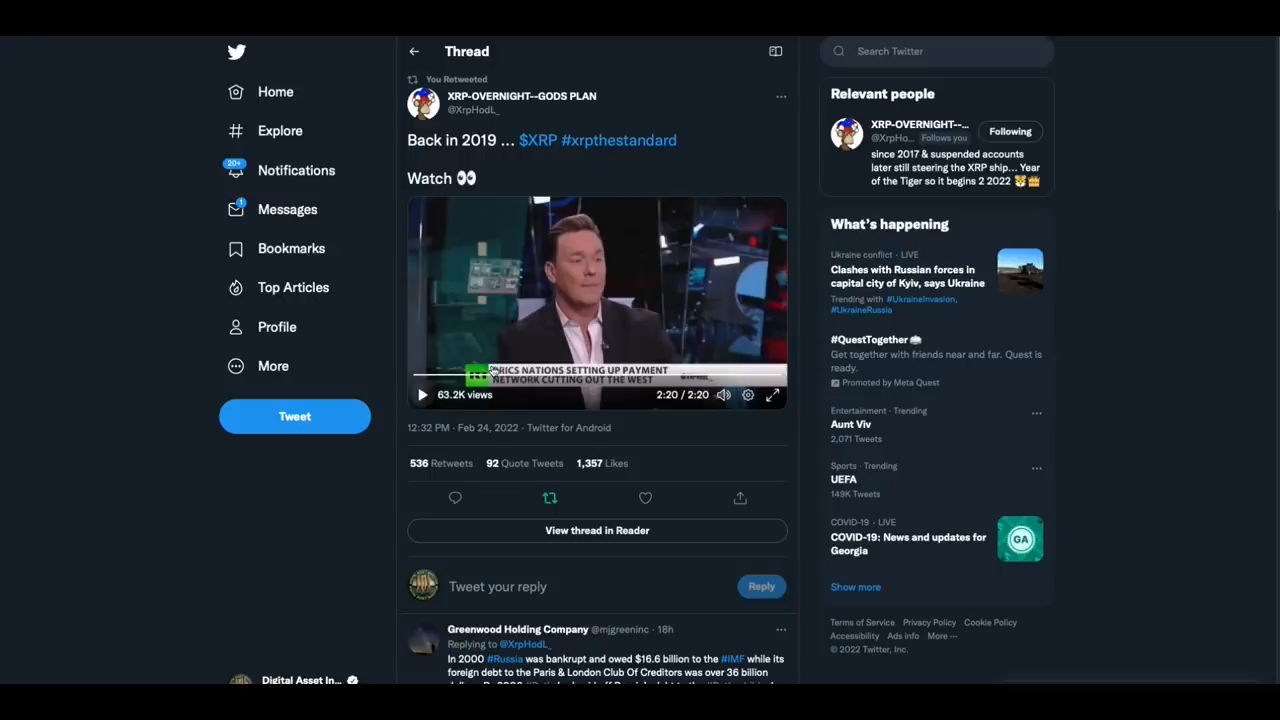 Home
Explore
20+
Notifications
1
Messages
Bookmarks
Top Articles
Profile
More
Tweet
Digital Asset In...
Thread
You Retweeted
XRP-OVERNIGHT--GODS PLAN
@XrpHodL_
Back in 2019 ... $XRP #xrpthestandard
Watch 👀
BRICS NATIONS SETTING UP PAYMENT
NETWORK CUTTING OUT THE WEST
63.2K views
2:20 / 2:20
12:32 PM · Feb 24, 2022 · Twitter for Android
536 Retweets 92 Quote Tweets 1,357 Likes
View thread in Reader
Tweet your reply
Reply
Greenwood Holding Company @mjgreeninc · 18h
Replying to @XrpHodL_
In 2000 #Russia was bankrupt and owed $16.6 billion to the #IMF while its
foreign debt to the Paris & London Club Of Creditors was over 36 billion
Search Twitter
Relevant people
XRP-OVERNIGHT--...
@XrpHo... Follows you
Following
since 2017 & suspended accounts
later still steering the XRP ship... Year
of the Tiger so it begins 2 2022 🐯👑
What's happening
Ukraine conflict · LIVE
Clashes with Russian forces in
capital city of Kyiv, says Ukraine
Trending with #UkraineInvasion,
#UkraineRussia
#QuestTogether
Get together with friends near and far. Quest is
ready.
Promoted by Meta Quest
Entertainment · Trending
Aunt Viv
2,071 Tweets
Sports · Trending
UEFA
149K Tweets
COVID-19 · LIVE
COVID-19: News and updates for
Georgia
GA
Show more
Terms of Service Privacy Policy Cookie Policy
Accessibility Ads info More ...
© 2022 Twitter, Inc.